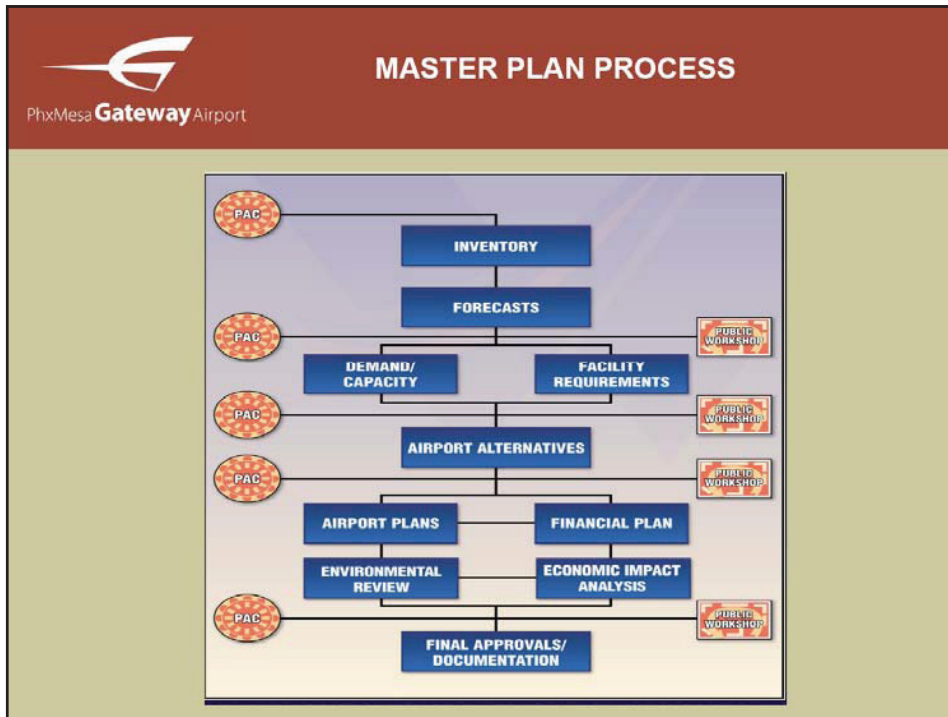 MASTER PLAN PROCESS
PhxMesa Gateway Airport
PAC
INVENTORY
FORECASTS
PAC
PUBLIC
WORKSHOP
DEMAND/
CAPACITY
FACILITY
REQUIREMENTS
PAC
PUBLIC
WORKSHOP
AIRPORT ALTERNATIVES
PAC
PUBLIC
WORKSHOP
AIRPORT PLANS
FINANCIAL PLAN
ENVIRONMENTAL
REVIEW
ECONOMIC IMPACT
ANALYSIS
PAC
PUBLIC
WORKSHOP
FINAL APPROVALS/
DOCUMENTATION